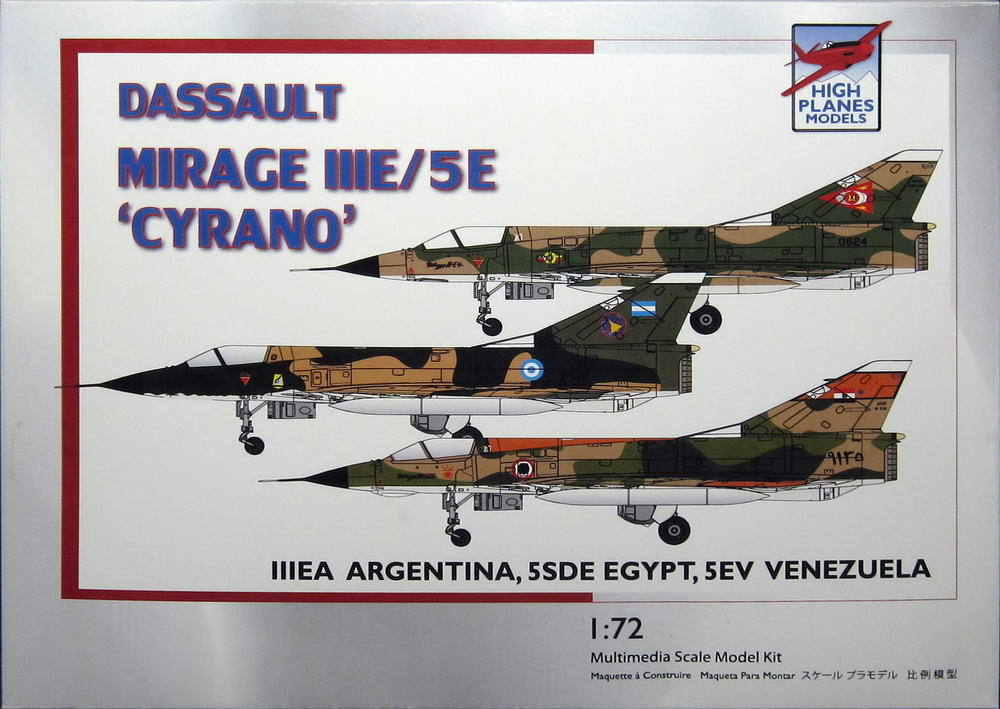 HIGH
PLANES
MODELS
DASSAULT
MIRAGE IIIE/5E
‘CYRANO’
0624
٩١٣٥
IIIEA ARGENTINA, 5SDE EGYPT, 5EV VENEZUELA
1:72
Multimedia Scale Model Kit
Maquette à Construire Maqueta Para Montar スケール プラモデル 比例模型